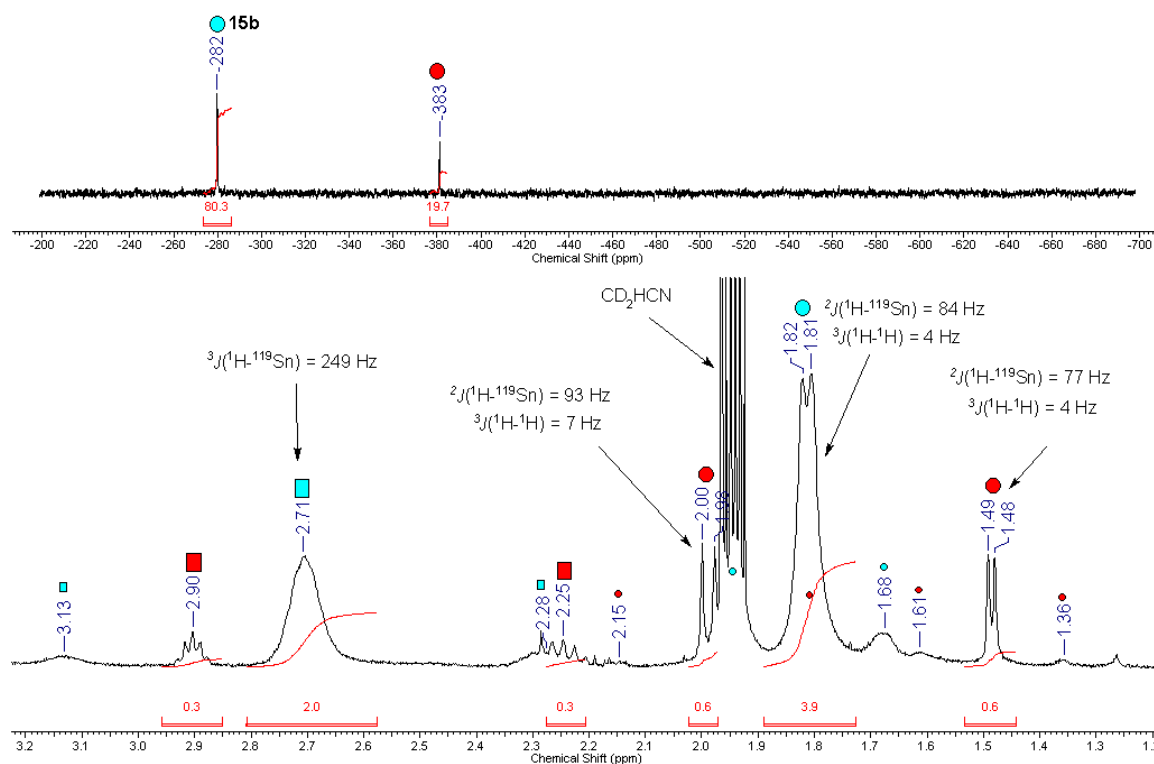 15b
-282
-383
80.3
19.7
-200 -220 -240 -260 -280 -300 -320 -340 -360 -380 -400 -420 -440 -460 -480 -500 -520 -540 -560 -580 -600 -620 -640 -660 -680 -700
Chemical Shift (ppm)
CD₂HCN
²J(¹H-¹¹⁹Sn) = 84 Hz
³J(¹H-¹H) = 4 Hz
³J(¹H-¹¹⁹Sn) = 249 Hz
²J(¹H-¹¹⁹Sn) = 93 Hz
³J(¹H-¹H) = 7 Hz
²J(¹H-¹¹⁹Sn) = 77 Hz
³J(¹H-¹H) = 4 Hz
3.13
2.90
2.71
2.28
2.25
2.15
2.00
1.98
1.82
1.81
1.68
1.61
1.49
1.48
1.36
0.3 2.0 0.3 0.6 3.9 0.6
3.2 3.1 3.0 2.9 2.8 2.7 2.6 2.5 2.4 2.3 2.2 2.1 2.0 1.9 1.8 1.7 1.6 1.5 1.4 1.3
Chemical Shift (ppm)